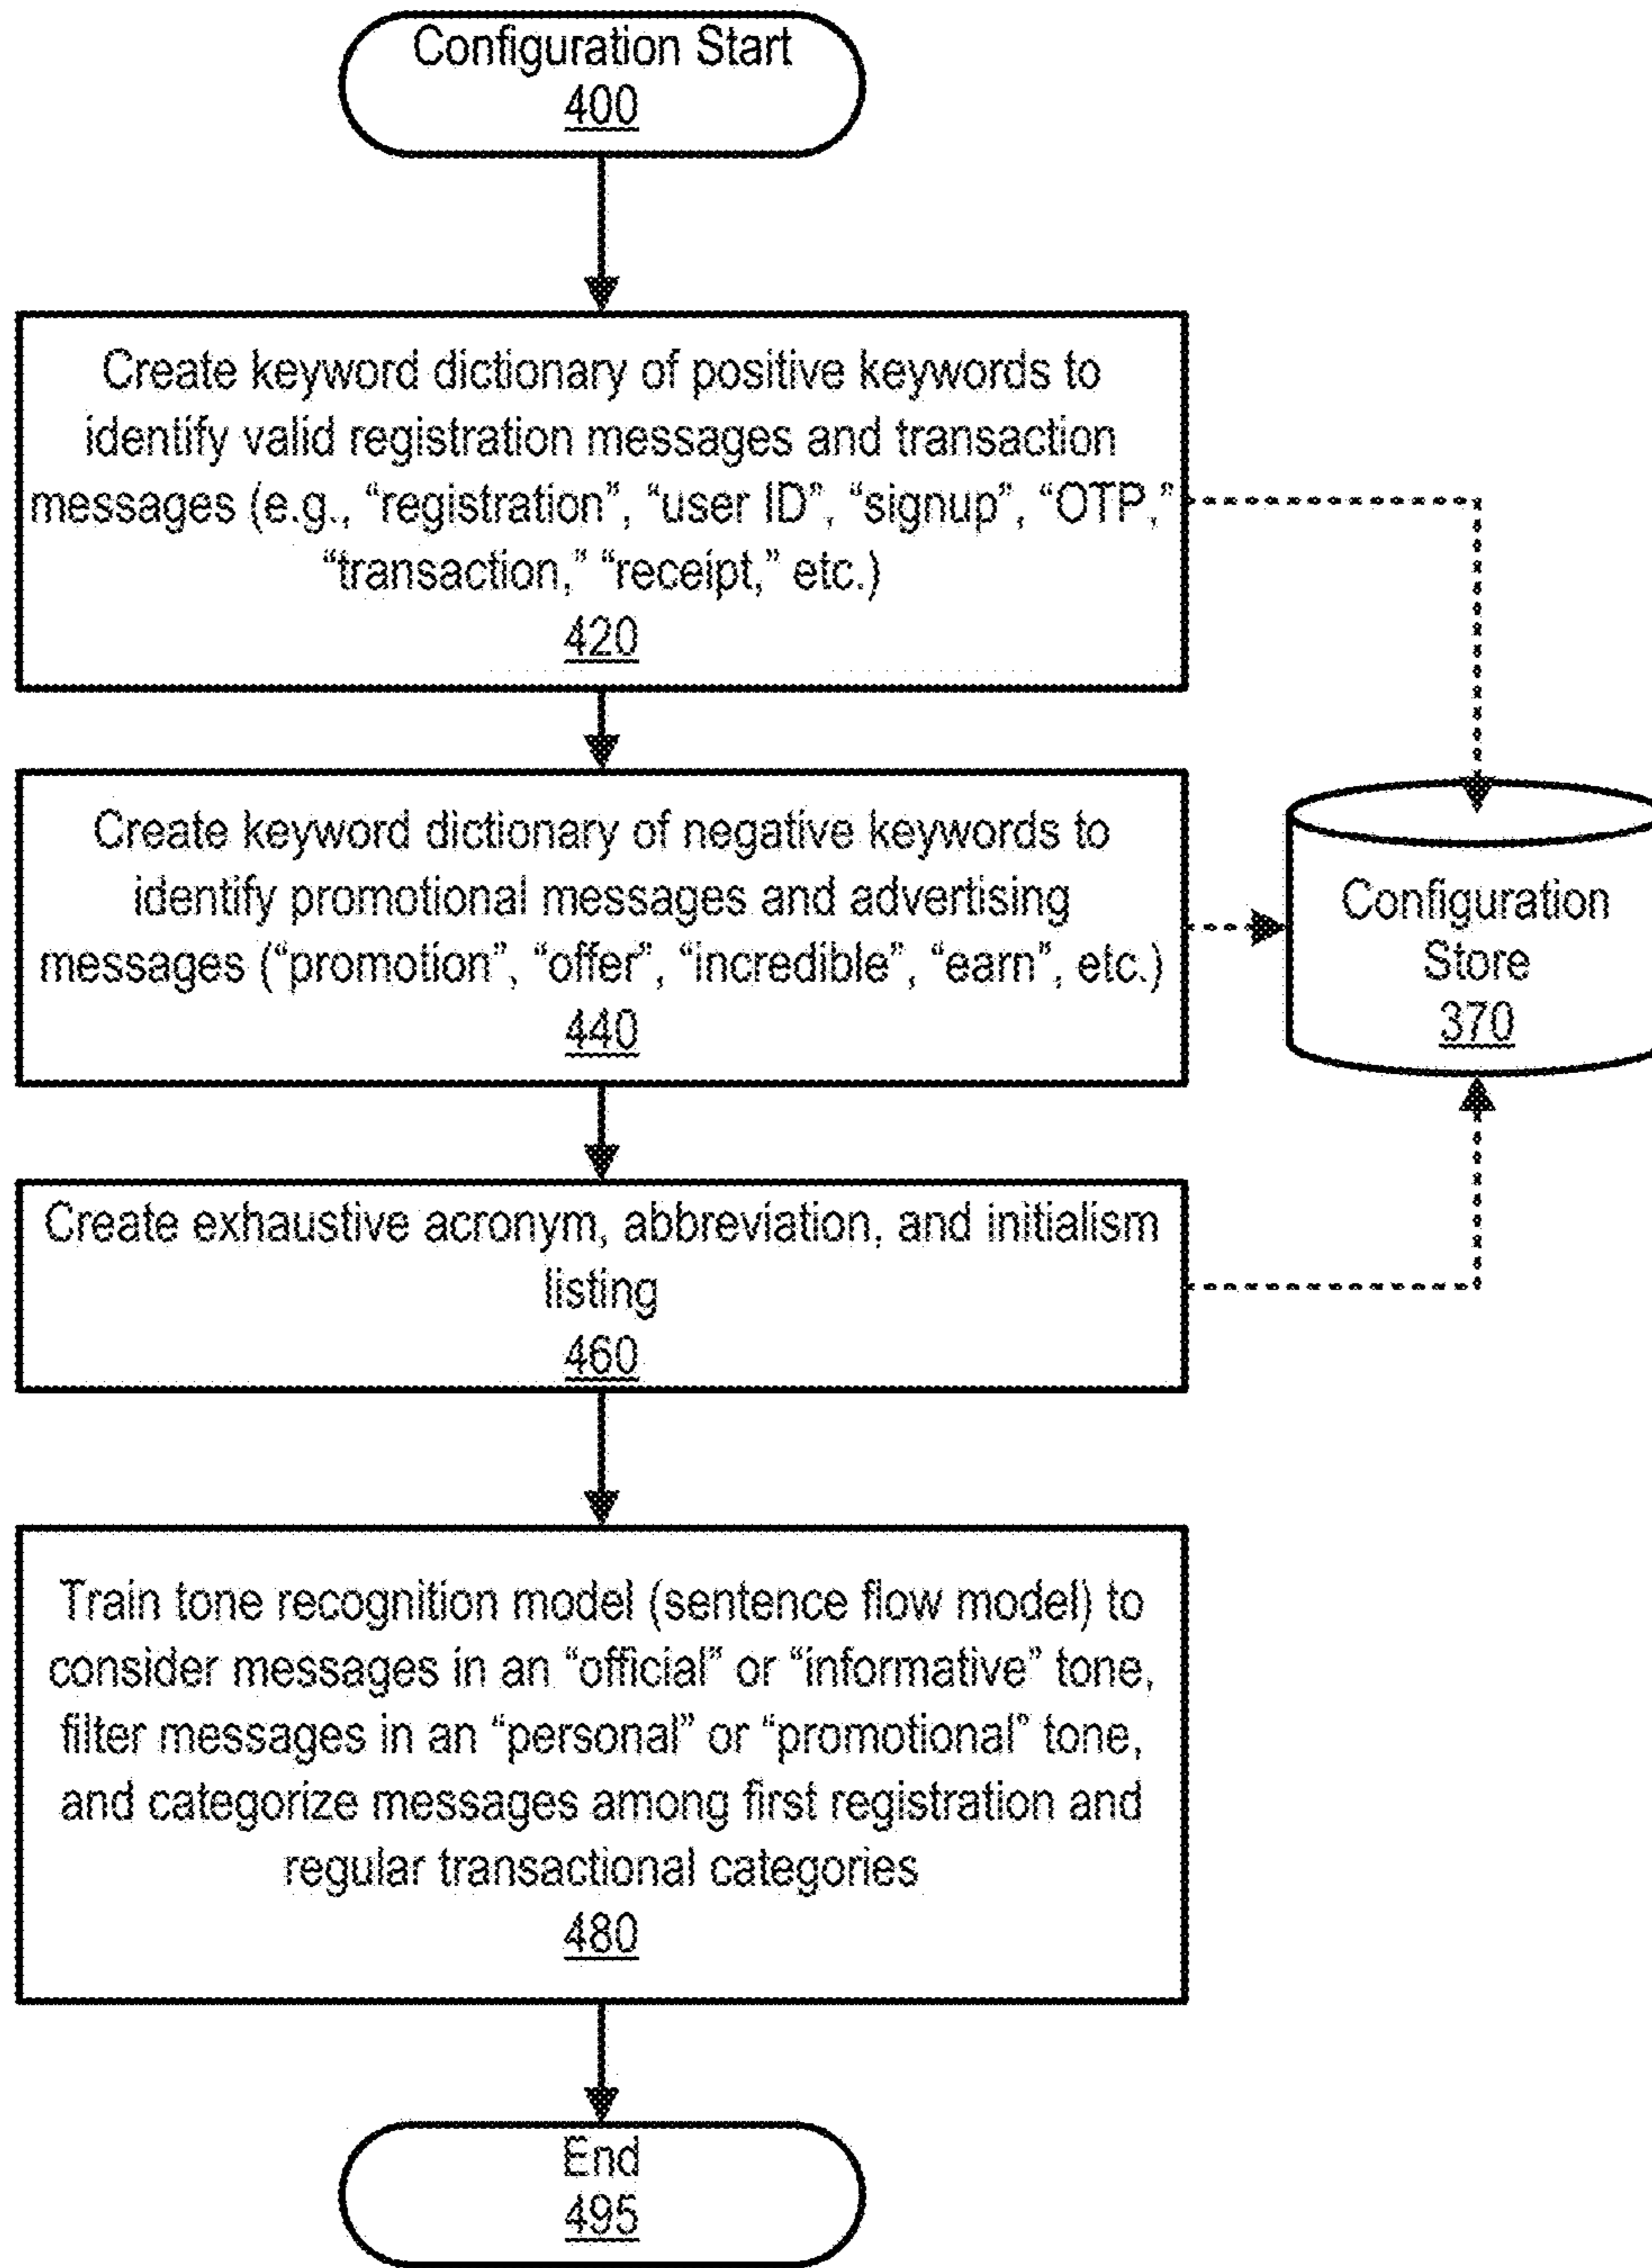 Configuration Start
400
Create keyword dictionary of positive keywords to
identify valid registration messages and transaction
messages (e.g., “registration”, “user ID”, “signup”, “OTP,”
“transaction,” “receipt,” etc.)
420
Create keyword dictionary of negative keywords to
identify promotional messages and advertising
messages (“promotion”, “offer”, “incredible”, “earn”, etc.)
440
Configuration
Store
370
Create exhaustive acronym, abbreviation, and initialism
listing
460
Train tone recognition model (sentence flow model) to
consider messages in an “official” or “informative” tone,
filter messages in an “personal” or “promotional” tone,
and categorize messages among first registration and
regular transactional categories
480
End
495